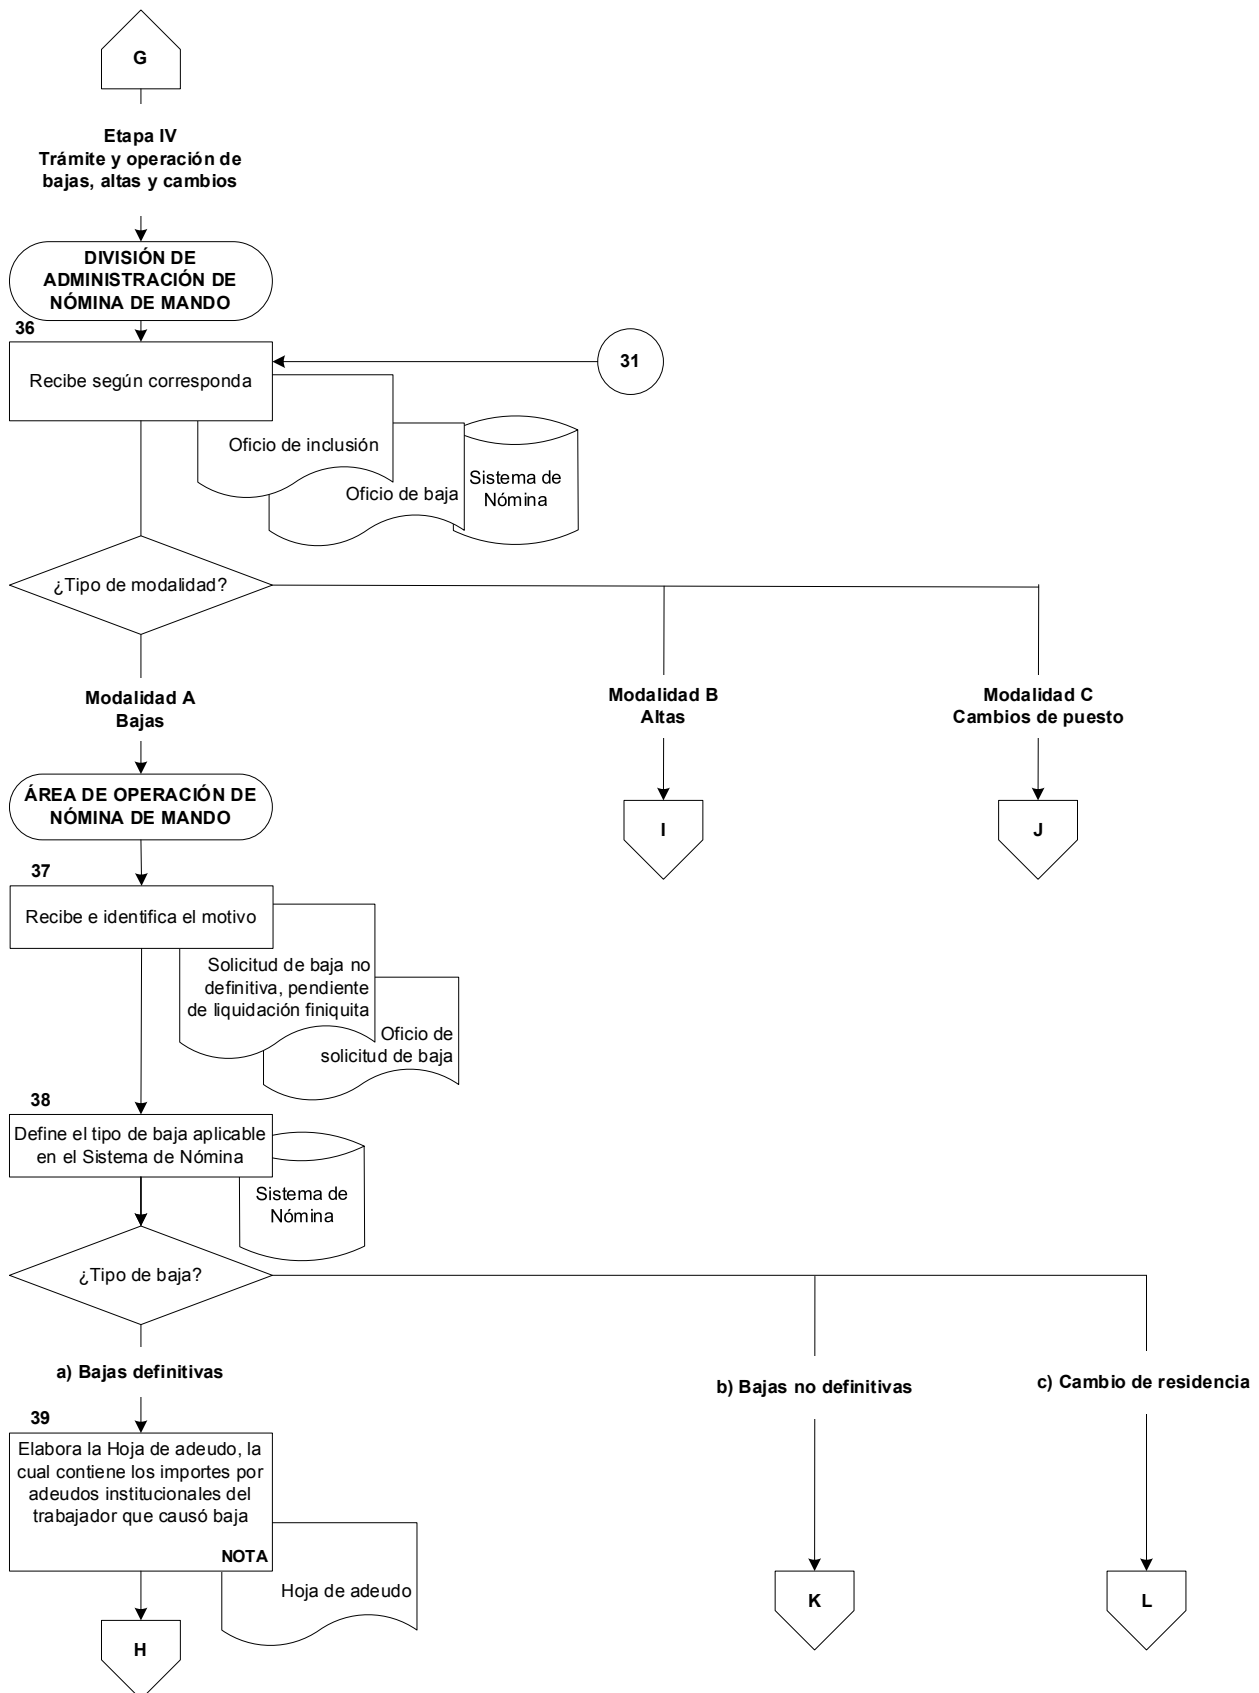 G
Etapa IV
Trámite y operación de
bajas, altas y cambios
DIVISIÓN DE
ADMINISTRACIÓN DE
NÓMINA DE MANDO
36
Recibe según corresponda
31
Oficio de inclusión
Oficio de baja
Sistema de
Nómina
¿Tipo de modalidad?
Modalidad A
Bajas
Modalidad B
Altas
Modalidad C
Cambios de puesto
ÁREA DE OPERACIÓN DE
NÓMINA DE MANDO
I
J
37
Recibe e identifica el motivo
Solicitud de baja no
definitiva, pendiente
de liquidación finiquita
Oficio de
solicitud de baja
38
Define el tipo de baja aplicable
en el Sistema de Nómina
Sistema de
Nómina
¿Tipo de baja?
a) Bajas definitivas
b) Bajas no definitivas
c) Cambio de residencia
39
Elabora la Hoja de adeudo, la
cual contiene los importes por
adeudos institucionales del
trabajador que causó baja
NOTA
Hoja de adeudo
K
L
H